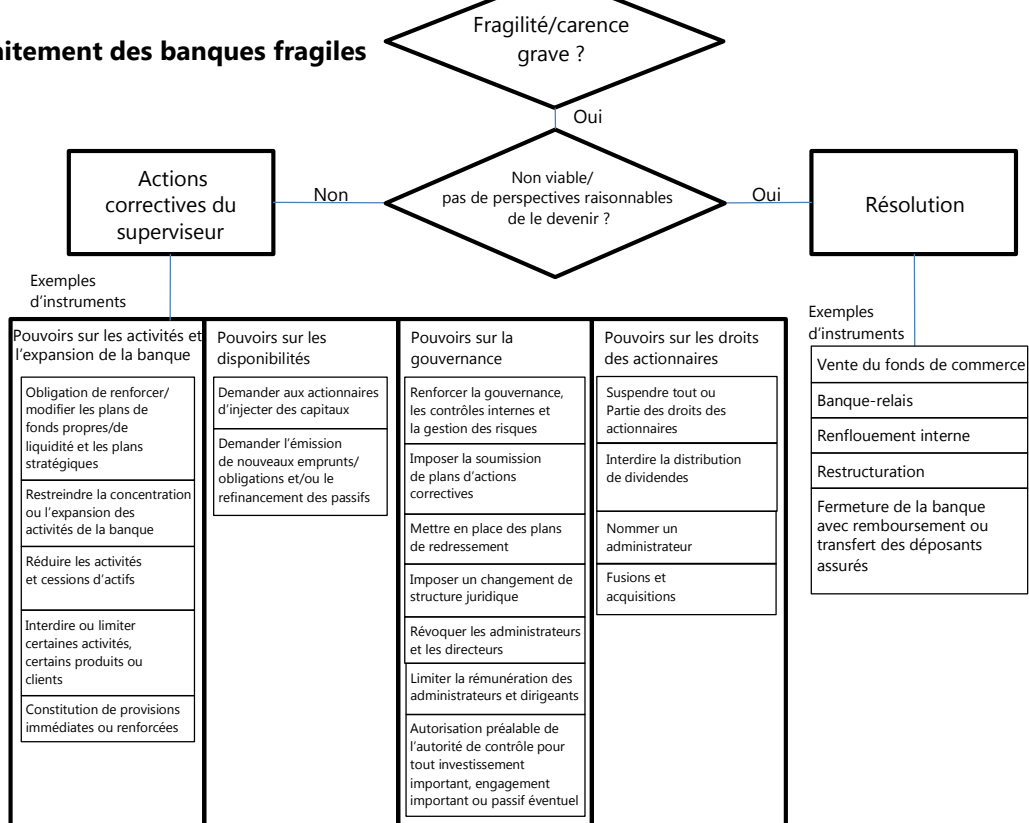 des banques fragiles
Fragilité/carence
grave ?
Oui
Non viable/
pas de perspectives raisonnables
de le devenir ?
Non
Oui
Actions
correctives du
superviseur
Résolution
Exemples
d’instruments
Pouvoirs sur les activités et
l’expansion de la banque
Obligation de renforcer/
modifier les plans de
fonds propres/de
liquidité et les plans
stratégiques
Restreindre la concentration
ou l’expansion des
activités de la banque
Réduire les activités
et cessions d’actifs
Interdire ou limiter
certaines activités,
certains produits ou
clients
Constitution de provisions
immédiates ou renforcées
Pouvoirs sur les
disponibilités
Demander aux actionnaires
d’injecter des capitaux
Demander l’émission
de nouveaux emprunts/
obligations et/ou le
refinancement des passifs
Pouvoirs sur la
gouvernance
Renforcer la gouvernance,
les contrôles internes et
la gestion des risques
Imposer la soumission
de plans d’actions
correctives
Mettre en place des plans
de redressement
Imposer un changement de
structure juridique
Révoquer les administrateurs
et les directeurs
Limiter la rémunération des
administrateurs et dirigeants
Autorisation préalable de
l’autorité de contrôle pour
tout investissement
important, engagement
important ou passif éventuel
Pouvoirs sur les droits
des actionnaires
Suspendre tout ou
Partie des droits des
actionnaires
Interdire la distribution
de dividendes
Nommer un
administrateur
Fusions et
acquisitions
Exemples
d’instruments
Vente du fonds de commerce
Banque-relais
Renflouement interne
Restructuration
Fermeture de la banque
avec remboursement ou
transfert des déposants
assurés